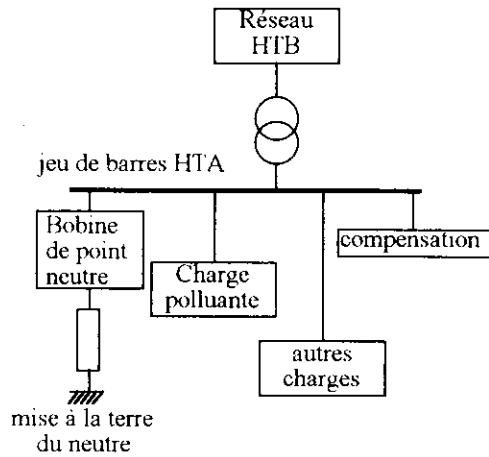 Réseau
HTB
jeu de barres HTA
Bobine
de point
neutre
Charge
polluante
autres
charges
compensation
mise à la terre
du neutre